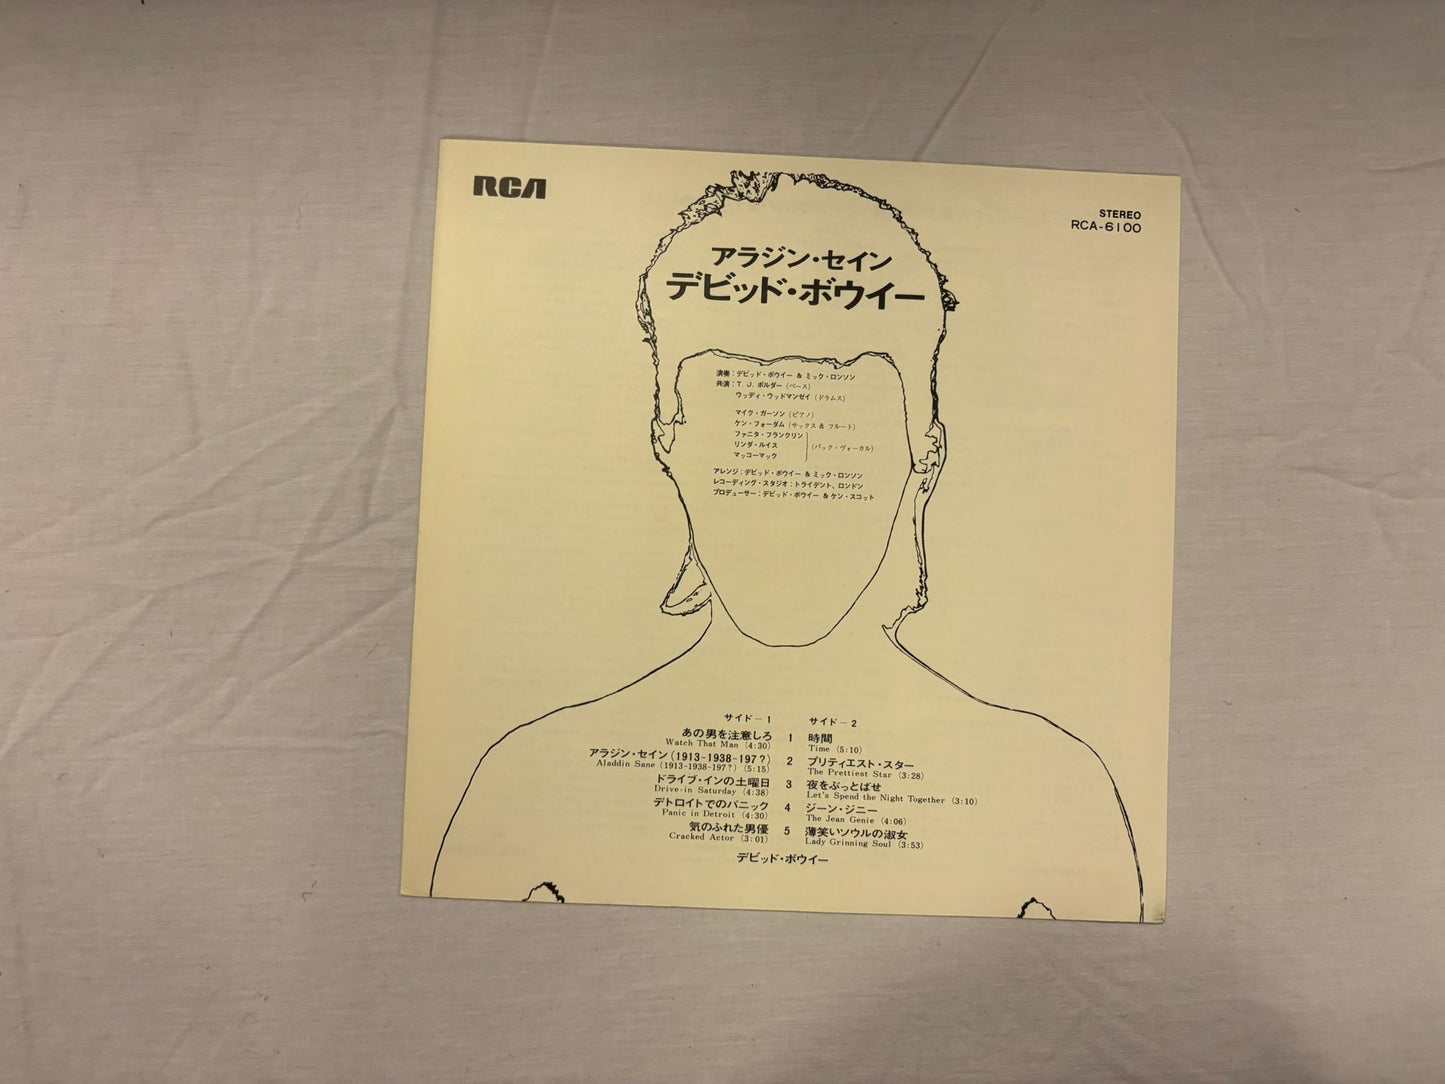 RCA
STEREO
RCA-6100
アラジン・セイン
デビッド・ボウイー
演奏：デビッド・ボウイー & ミック・ロンソン
共演：T. J. ボルダー (ベース)
ウッディ・ウッドマンゼイ (ドラムス)
マイク・ガーソン (ピアノ)
ケン・フォーダム (サックス & フルート)
ファニタ・フランクリン
リンダ・ルイス (バック・ヴォーカル)
マッコーマック
アレンジ：デビッド・ボウイー & ミック・ロンソン
レコーディング・スタジオ：トライデント、ロンドン
プロデューサー：デビッド・ボウイー & ケン・スコット
サイド－1
あの男を注意しろ 1
Watch That Man (4:30)
アラジン・セイン (1913-1938-197?) 2
Aladdin Sane (1913-1938-197?) (5:15)
ドライブ・インの土曜日 3
Drive-in Saturday (4:38)
デトロイトでのパニック 4
Panic in Detroit (4:30)
気のふれた男優 5
Cracked Actor (3:01)
サイド－2
時間
Time (5:10)
プリティエスト・スター
The Prettiest Star (3:28)
夜をぶっとばせ
Let's Spend the Night Together (3:10)
ジーン・ジニー
The Jean Genie (4:06)
薄笑いソウルの淑女
Lady Grinning Soul (3:53)
デビッド・ボウイー